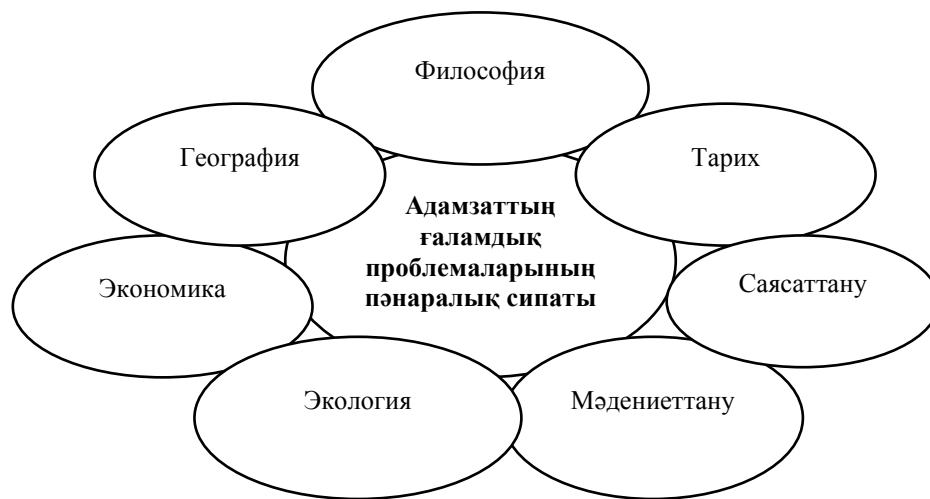 Философия
География
Тарих
Адамзаттың
ғаламдық
проблемаларының
пәнаралық сипаты
Экономика
Саясаттану
Экология
Мәдениеттану